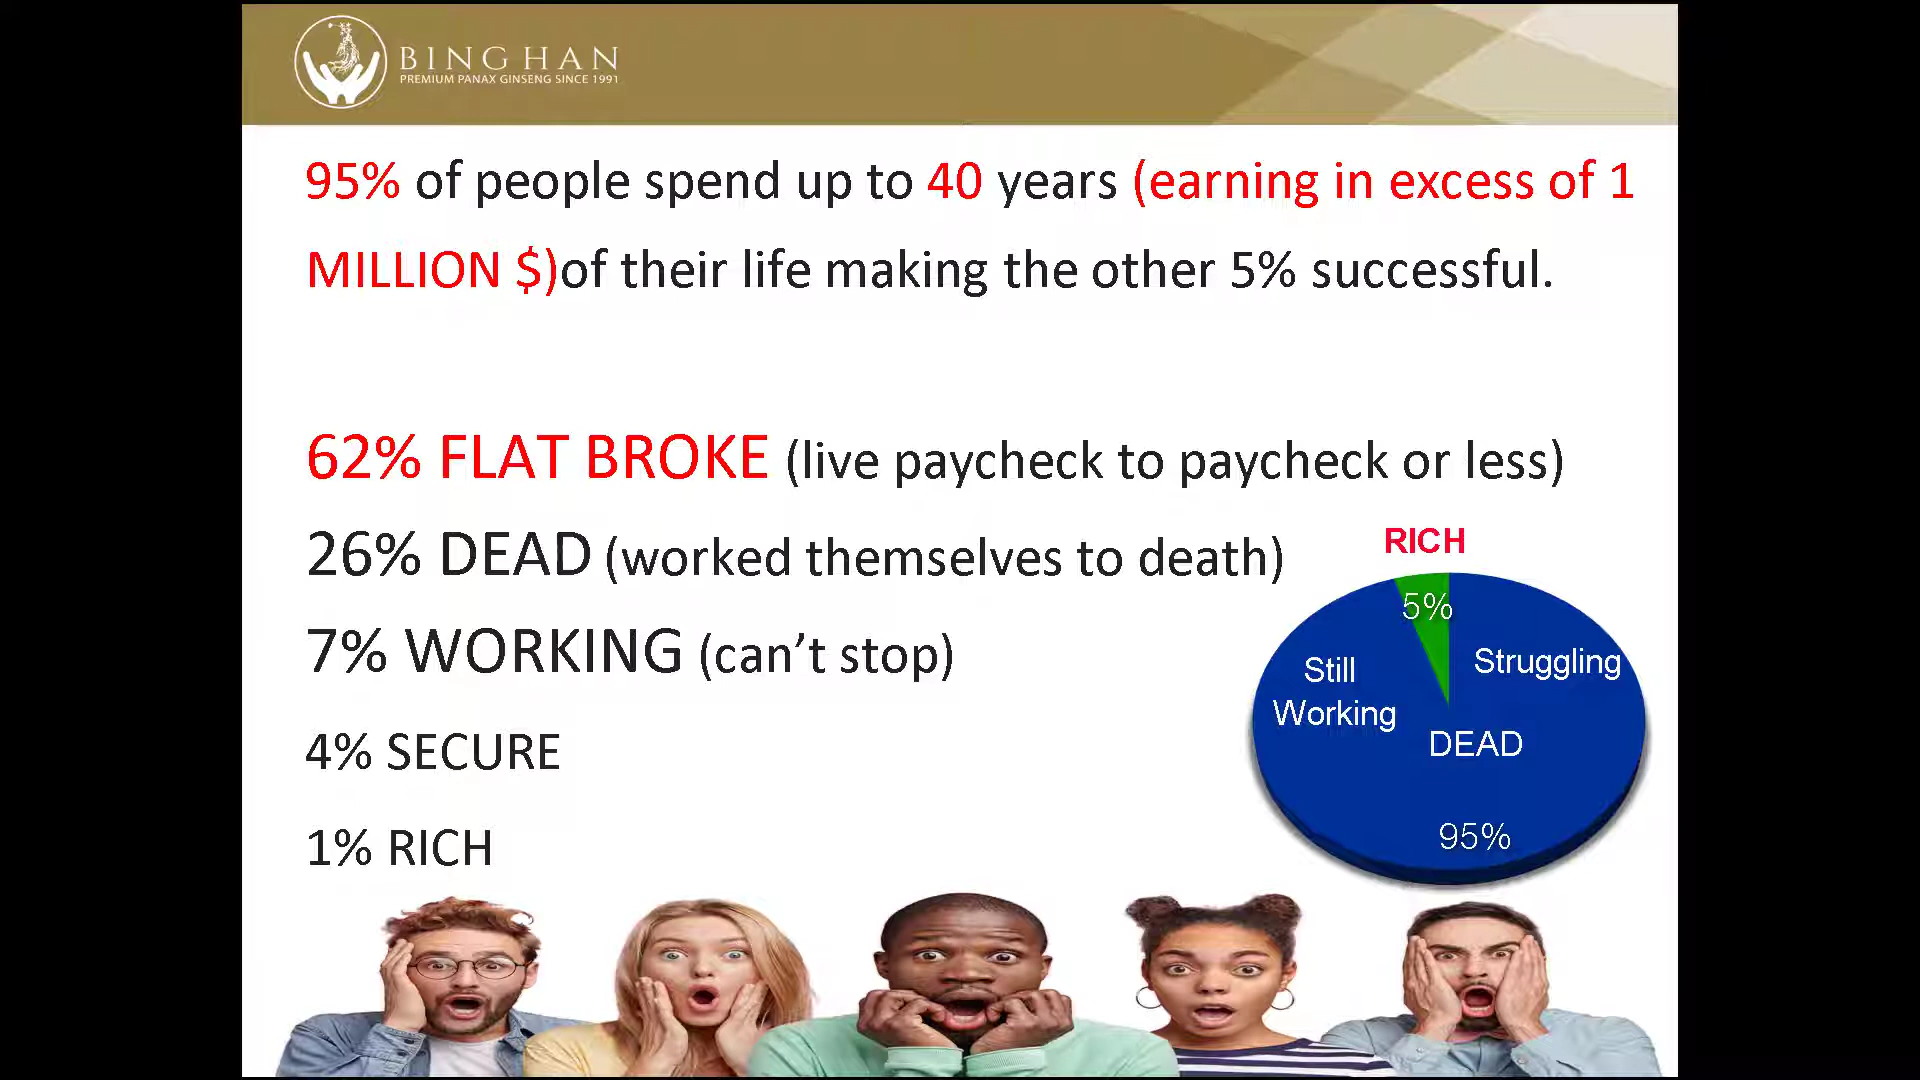 BINGHAN
PREMIUM PANAX GINSENG SINCE 1991
95% of people spend up to 40 years (earning in excess of 1
MILLION $)of their life making the other 5% successful.
62% FLAT BROKE (live paycheck to paycheck or less)
26% DEAD (worked themselves to death)
7% WORKING (can’t stop)
4% SECURE
1% RICH
RICH
5%
Still
Working
Struggling
DEAD
95%